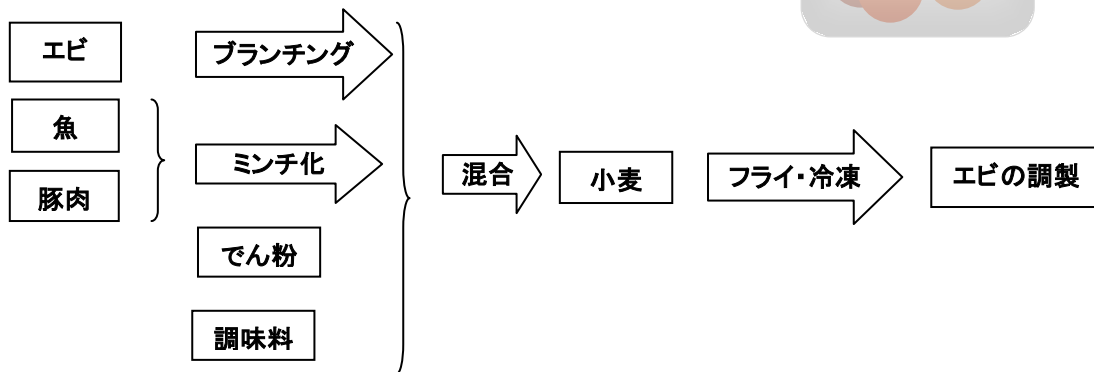 エビ
ブランチング
魚
ミンチ化
豚肉
でん粉
調味料
混合
小麦
フライ・冷凍
エビの調製